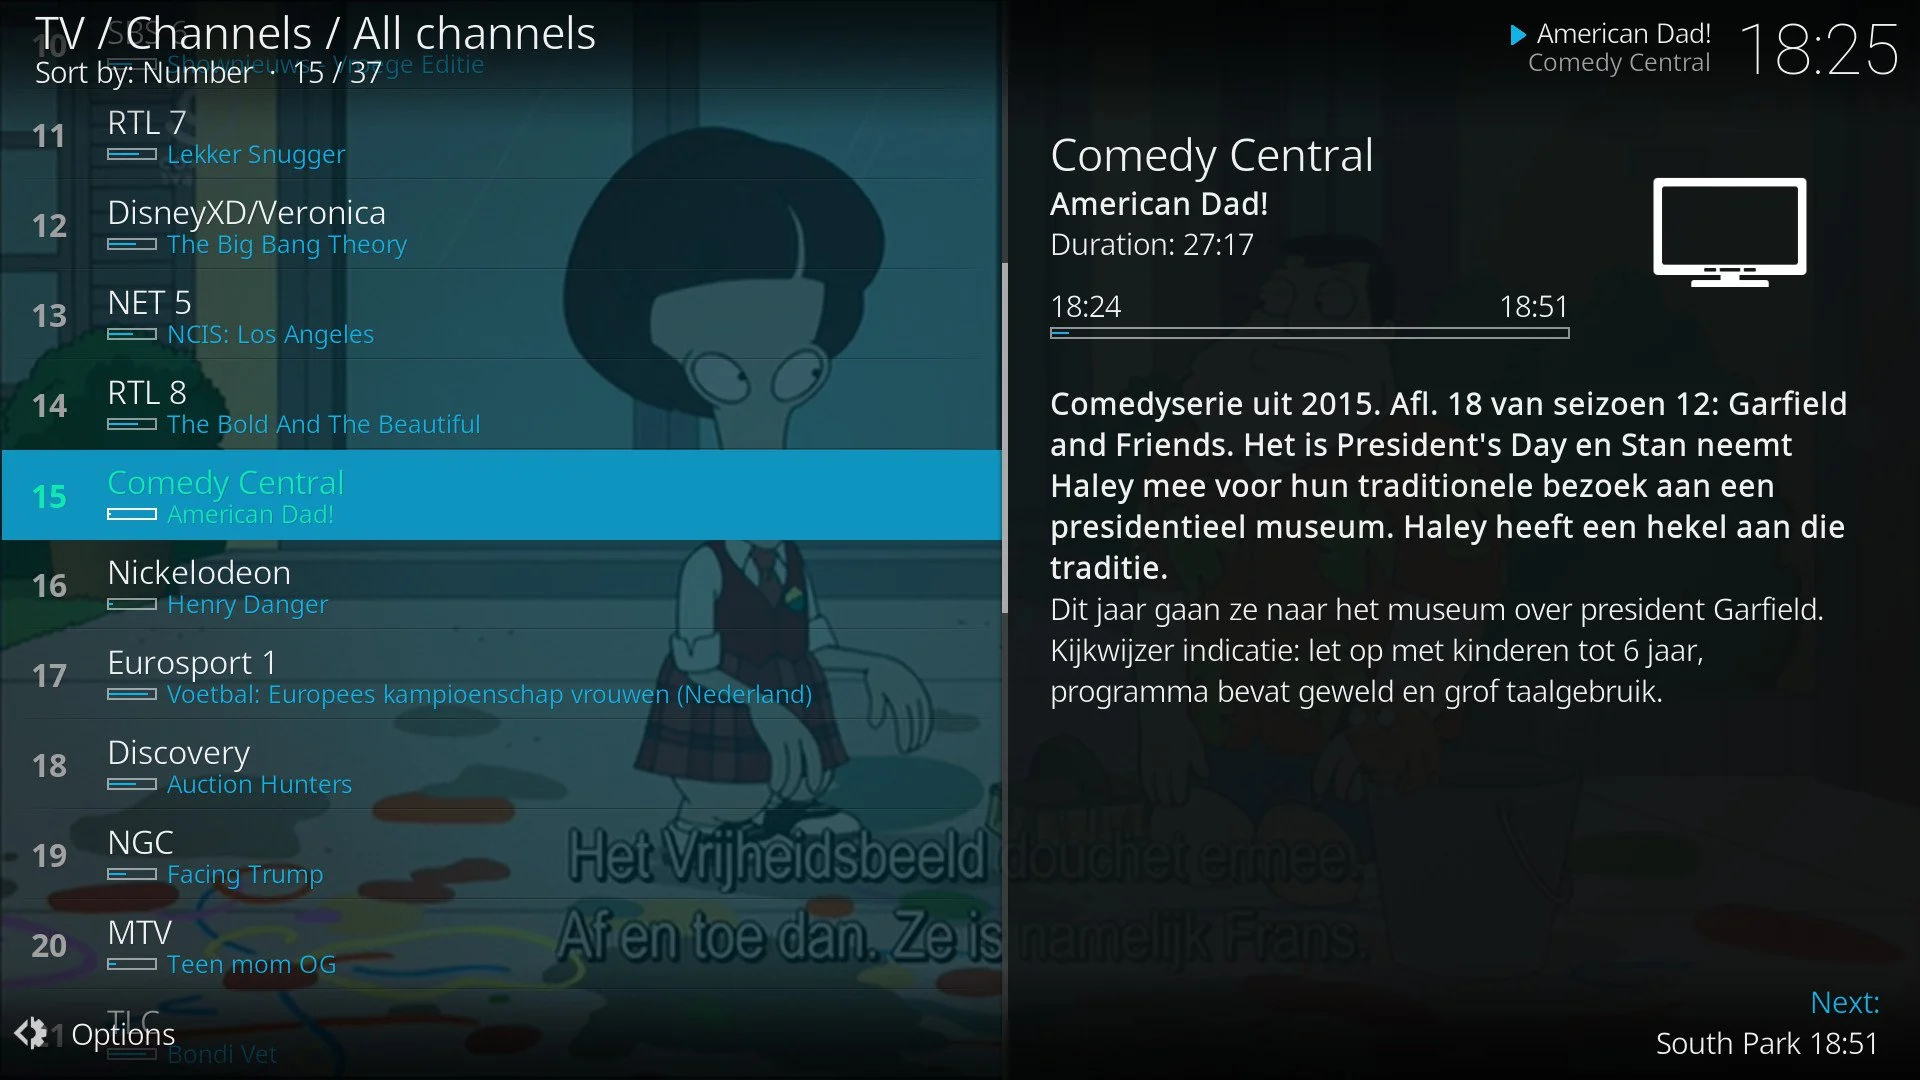 TV / Channels / All channels
Sort by: Number · 15 / 37
American Dad!
Comedy Central
18:25
10 SBS 6
Shownieuws - Vroege Editie
11 RTL 7
Lekker Snugger
12 DisneyXD/Veronica
The Big Bang Theory
13 NET 5
NCIS: Los Angeles
14 RTL 8
The Bold And The Beautiful
15 Comedy Central
American Dad!
16 Nickelodeon
Henry Danger
17 Eurosport 1
Voetbal: Europees kampioenschap vrouwen (Nederland)
18 Discovery
Auction Hunters
19 NGC
Facing Trump
20 MTV
Teen mom OG
21 TLC
Bondi Vet
Options
Het Vrijheidsbeeld douchet ermee.
Af en toe dan. Ze is namelijk Frans.
Comedy Central
American Dad!
Duration: 27:17
18:24 18:51
Comedyserie uit 2015. Afl. 18 van seizoen 12: Garfield
and Friends. Het is President's Day en Stan neemt
Haley mee voor hun traditionele bezoek aan een
presidentieel museum. Haley heeft een hekel aan die
traditie.
Dit jaar gaan ze naar het museum over president Garfield.
Kijkwijzer indicatie: let op met kinderen tot 6 jaar,
programma bevat geweld en grof taalgebruik.
Next:
South Park 18:51